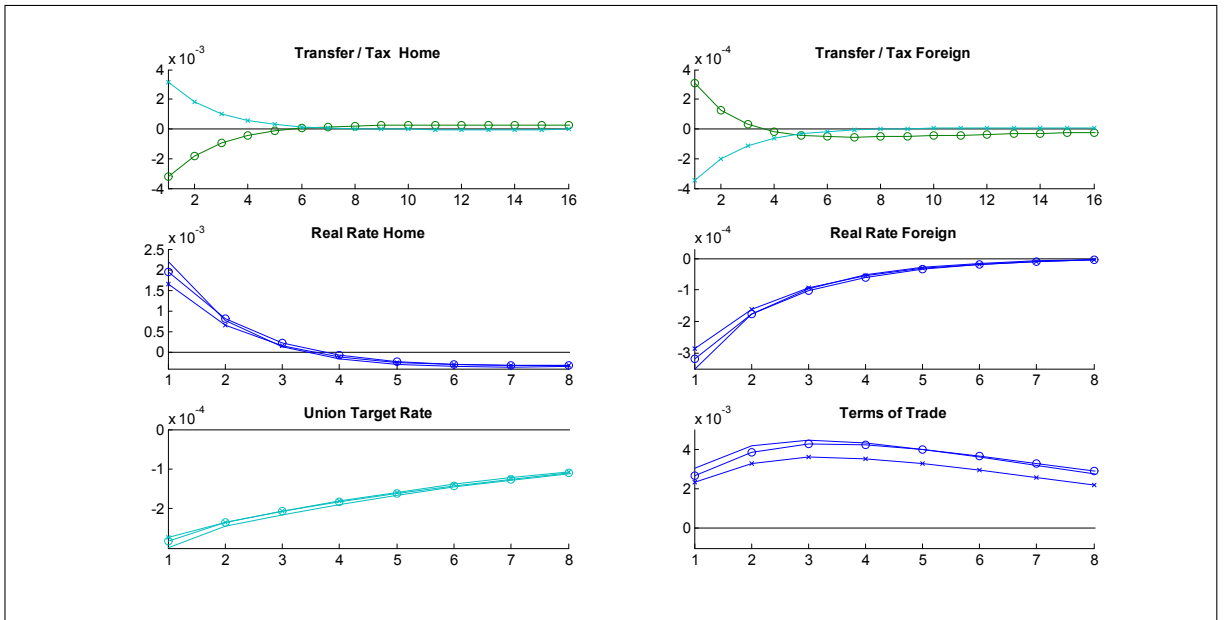 Transfer / Tax Home
x 10^-3
4
2
0
-2
-4
2 4 6 8 10 12 14 16
Transfer / Tax Foreign
x 10^-4
4
2
0
-2
-4
2 4 6 8 10 12 14 16
Real Rate Home
x 10^-3
2.5
2
1.5
1
0.5
0
1 2 3 4 5 6 7 8
Real Rate Foreign
x 10^-4
0
-1
-2
-3
1 2 3 4 5 6 7 8
Union Target Rate
x 10^-4
0
-1
-2
1 2 3 4 5 6 7 8
Terms of Trade
x 10^-3
4
2
0
1 2 3 4 5 6 7 8